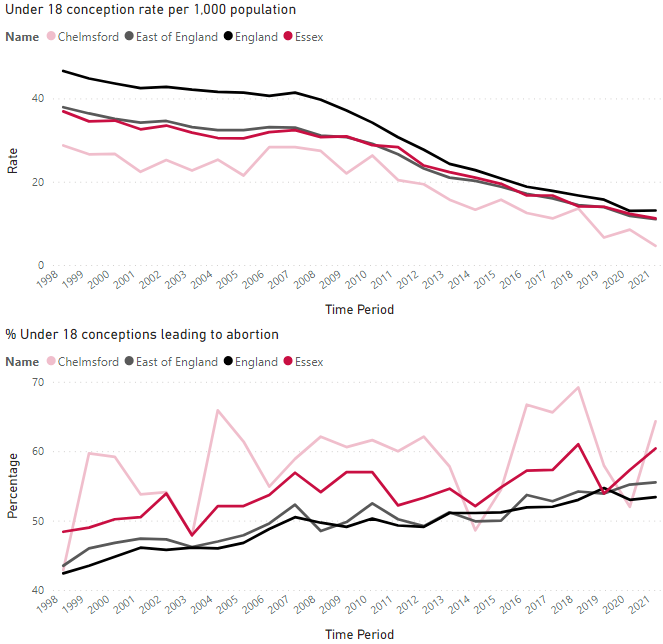 Under 18 conception rate per 1,000 population
Name Chelmsford East of England England Essex
40
20
0
Rate
1998 1999 2000 2001 2002 2003 2004 2005 2006 2007 2008 2009 2010 2011 2012 2013 2014 2015 2016 2017 2018 2019 2020 2021
Time Period
% Under 18 conceptions leading to abortion
Name Chelmsford East of England England Essex
70
60
50
40
Percentage
1998 1999 2000 2001 2002 2003 2004 2005 2006 2007 2008 2009 2010 2011 2012 2013 2014 2015 2016 2017 2018 2019 2020 2021
Time Period